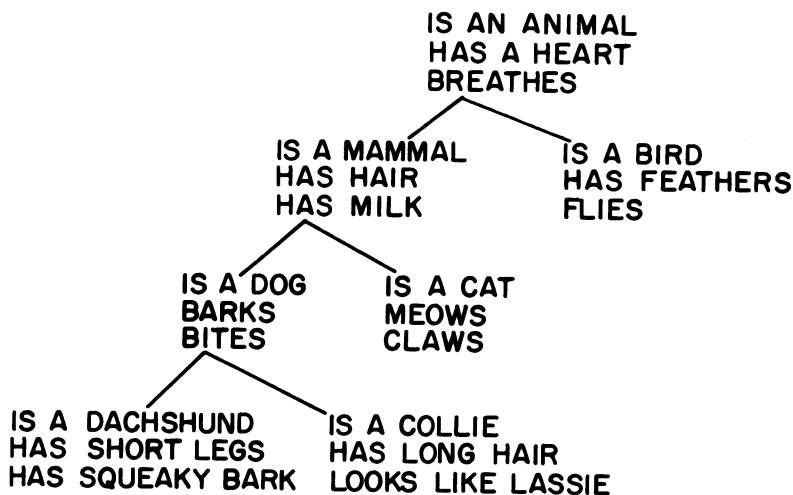 IS AN ANIMAL
HAS A HEART
BREATHES
IS A MAMMAL
HAS HAIR
HAS MILK
IS A BIRD
HAS FEATHERS
FLIES
IS A DOG
BARKS
BITES
IS A CAT
MEOWS
CLAWS
IS A DACHSHUND
HAS SHORT LEGS
HAS SQUEAKY BARK
IS A COLLIE
HAS LONG HAIR
LOOKS LIKE LASSIE